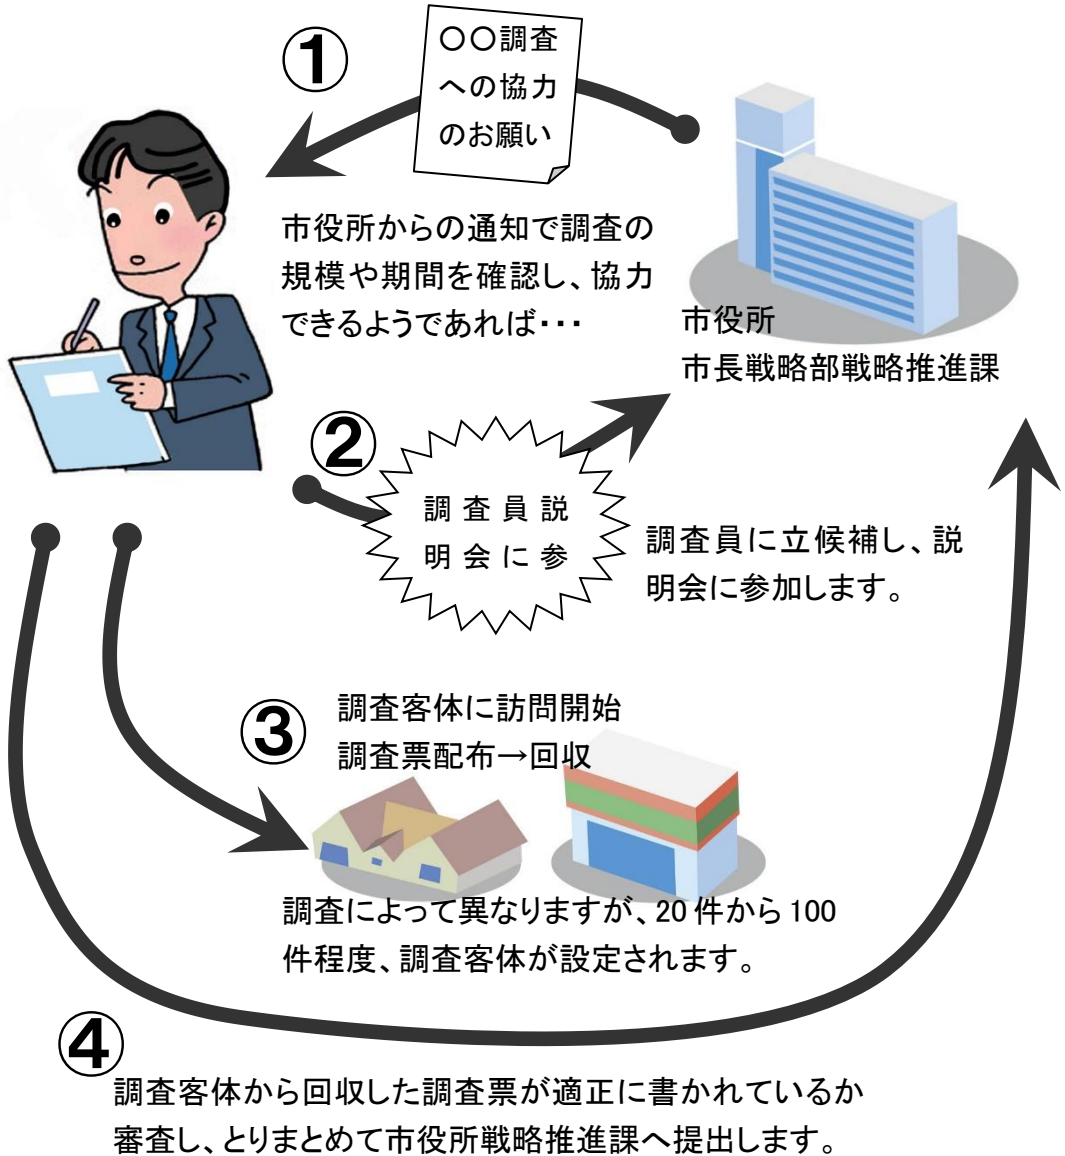 ①
〇〇調査
への協力
のお願い
市役所からの通知で調査の
規模や期間を確認し、協力
できるようであれば・・・
市役所
市長戦略部戦略推進課
②
調査員説
明会に参
調査員に立候補し、説
明会に参加します。
③
調査客体に訪問開始
調査票配布→回収
調査によって異なりますが、20件から100
件程度、調査客体が設定されます。
④
調査客体から回収した調査票が適正に書かれているか
審査し、とりまとめて市役所戦略推進課へ提出します。